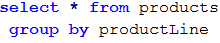 select * from products
group by productLine